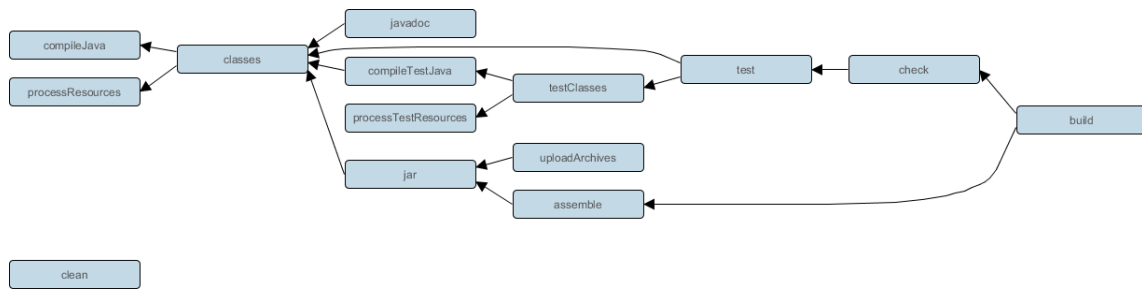 javadoc
compileJava
classes
compileTestJava
test
check
processResources
testClasses
processTestResources
build
uploadArchives
jar
assemble
clean